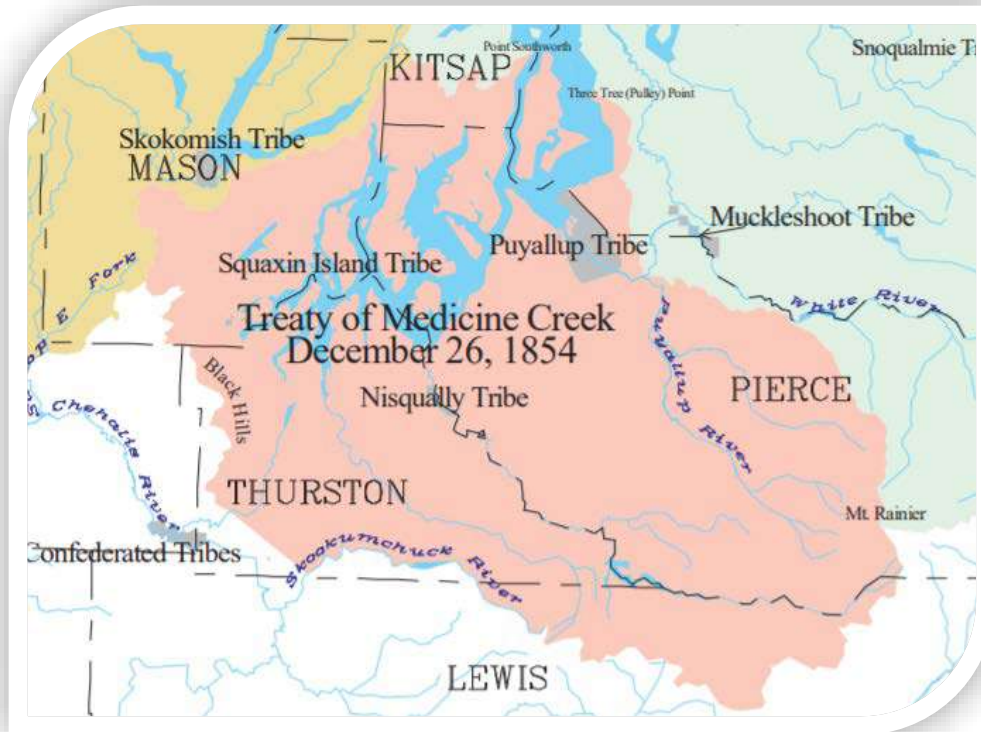 Point Southworth
Snoqualmie Tr
KITSAP
Three Tree (Pulley) Point
Skokomish Tribe
MASON
Muckleshoot Tribe
Puyallup Tribe
Squaxin Island Tribe
E Fork
White River
Treaty of Medicine Creek
December 26, 1854
Puyallup River
Black Hills
PIERCE
Nisqually Tribe
Chehalis River
THURSTON
Mt. Rainier
Confederated Tribes
Skookumchuck River
LEWIS